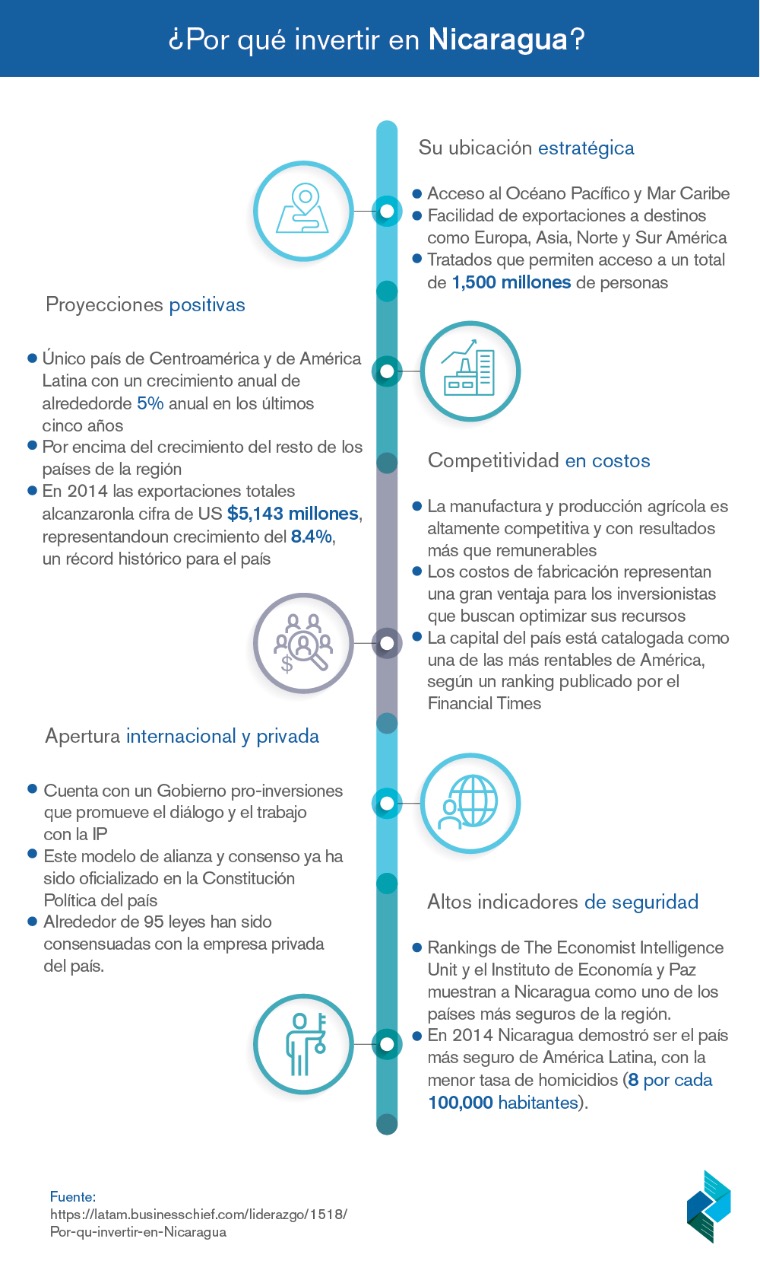 ¿Por qué invertir en Nicaragua?
Su ubicación estratégica
Acceso al Océano Pacífico y Mar Caribe
Facilidad de exportaciones a destinos
como Europa, Asia, Norte y Sur América
Tratados que permiten acceso a un total
de 1,500 millones de personas
Proyecciones positivas
Único país de Centroamérica y de América
Latina con un crecimiento anual de
alrededorde 5% anual en los últimos
cinco años
Por encima del crecimiento del resto de los
países de la región
En 2014 las exportaciones totales
alcanzaronla cifra de US $5,143 millones,
representandoun crecimiento del 8.4%,
un récord histórico para el país
Competitividad en costos
La manufactura y producción agrícola es
altamente competitiva y con resultados
más que remunerables
Los costos de fabricación representan
una gran ventaja para los inversionistas
que buscan optimizar sus recursos
La capital del país está catalogada como
una de las más rentables de América,
según un ranking publicado por el
Financial Times
$
Apertura internacional y privada
Cuenta con un Gobierno pro-inversiones
que promueve el diálogo y el trabajo
con la IP
Este modelo de alianza y consenso ya ha
sido oficializado en la Constitución
Política del país
Alrededor de 95 leyes han sido
consensuadas con la empresa privada
del país.
Altos indicadores de seguridad
Rankings de The Economist Intelligence
Unit y el Instituto de Economía y Paz
muestran a Nicaragua como uno de los
países más seguros de la región.
En 2014 Nicaragua demostró ser el país
más seguro de América Latina, con la
menor tasa de homicidios (8 por cada
100,000 habitantes).
Fuente:
https://latam.businesschief.com/liderazgo/1518/
Por-qu-invertir-en-Nicaragua